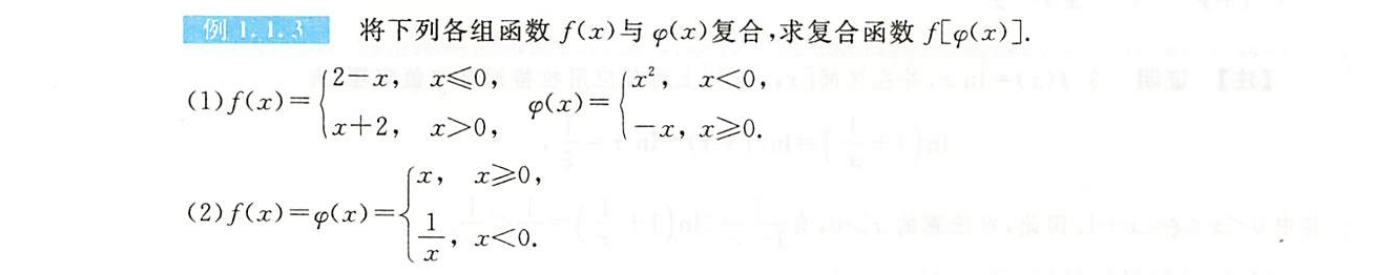 例 1.1.3 将下列各组函数 f(x)与 φ(x)复合,求复合函数 f[φ(x)].
(1) f(x)={2-x, x≤0, x+2, x>0, φ(x)={x², x<0, -x, x≥0.
(2) f(x)=φ(x)={x, x≥0, 1/x, x<0.